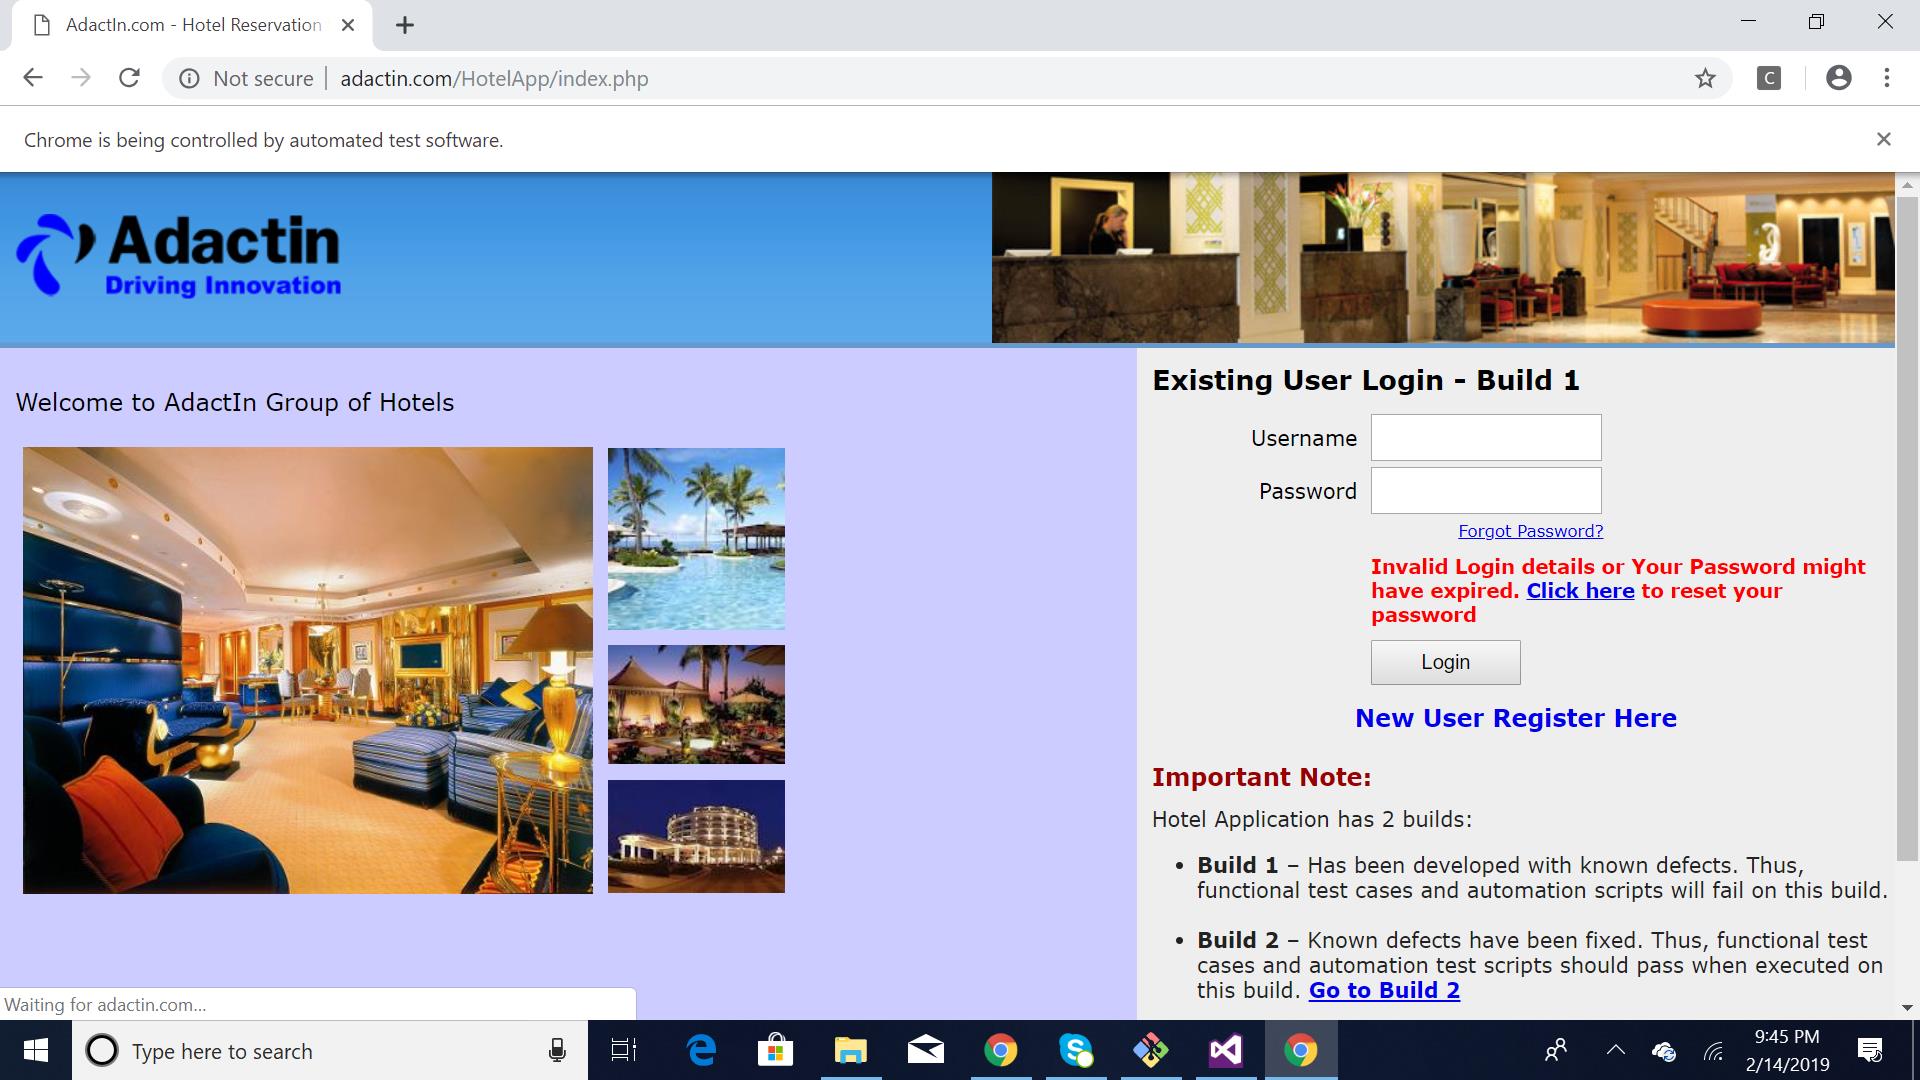 AdactIn.com - Hotel Reservation
Not secure
adactin.com/HotelApp/index.php
C
Chrome is being controlled by automated test software.
Adactin
Driving Innovation
Welcome to AdactIn Group of Hotels
Existing User Login - Build 1
Username
Password
Forgot Password?
Invalid Login details or Your Password might
have expired. Click here to reset your
password
Login
New User Register Here
Important Note:
Hotel Application has 2 builds:
• Build 1 – Has been developed with known defects. Thus,
functional test cases and automation scripts will fail on this build.
• Build 2 – Known defects have been fixed. Thus, functional test
cases and automation test scripts should pass when executed on
this build. Go to Build 2
Waiting for adactin.com...
Type here to search
9:45 PM
2/14/2019